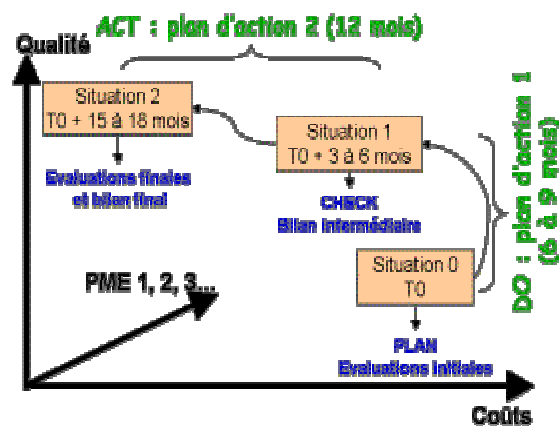 ACT : plan d'action 2 (12 mois)
Qualité
Situation 2
T0 + 15 à 18 mois
Evaluations finales
et bilan final
Situation 1
T0 + 3 à 6 mois
CHECK
Bilan intermédiaire
DO : plan d'action 1
(6 à 9 mois)
Situation 0
T0
PLAN
Evaluations initiales
PME 1, 2, 3...
Coûts